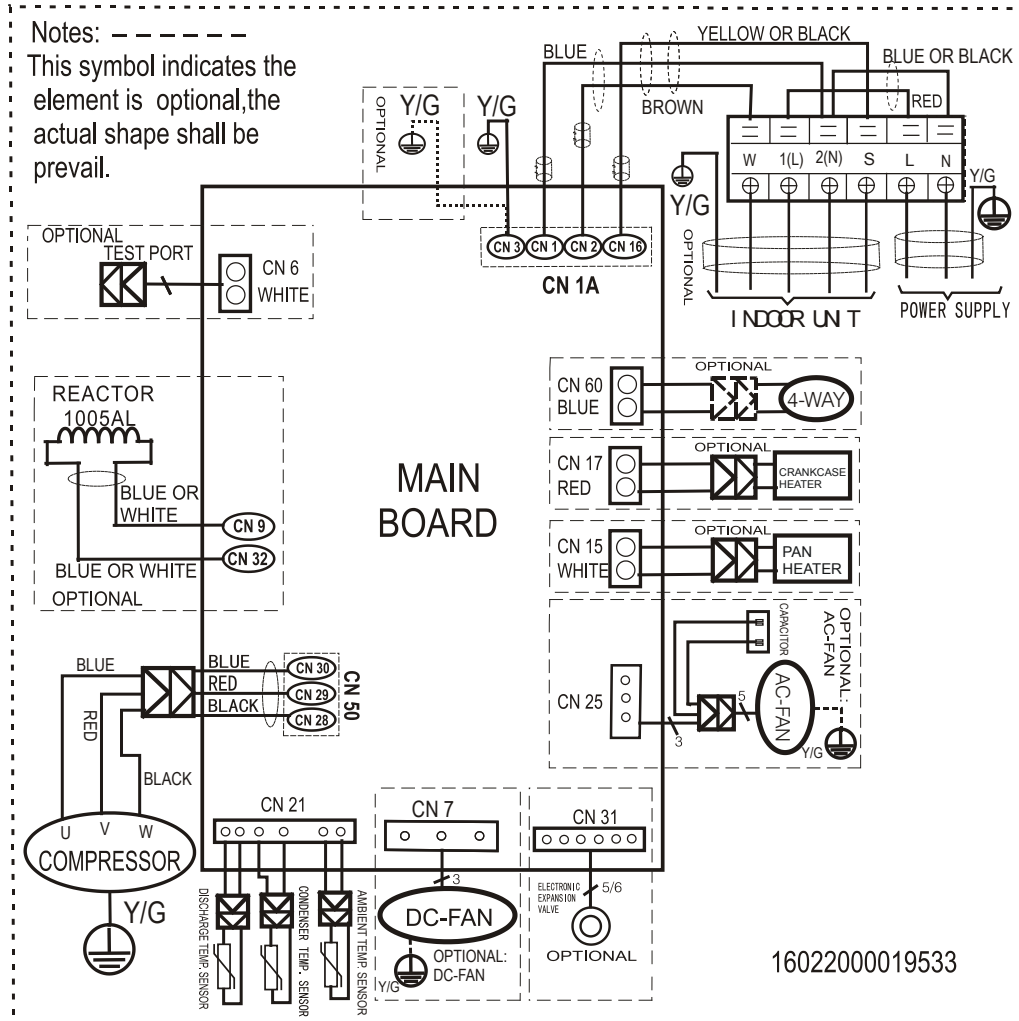 Notes: – – – – – –
This symbol indicates the
element is optional,the
actual shape shall be
prevail.
BLUE
YELLOW OR BLACK
BLUE OR BLACK
BROWN
RED
OPTIONAL
Y/G
Y/G
W 1(L) 2(N) S L N
Y/G
Y/G
OPTIONAL
INDOOR UNIT
POWER SUPPLY
CN 3 CN 1 CN 2 CN 16
CN 1A
OPTIONAL
TEST PORT
CN 6
WHITE
REACTOR
1005AL
BLUE OR
WHITE
CN 9
CN 32
BLUE OR WHITE
OPTIONAL
MAIN
BOARD
CN 60
BLUE
OPTIONAL
4-WAY
CN 17
RED
OPTIONAL
CRANKCASE
HEATER
CN 15
WHITE
OPTIONAL
PAN
HEATER
CN 25
3
CAPACITOR
5
AC-FAN
OPTIONAL:
AC-FAN
Y/G
BLUE
RED
BLACK
BLUE
RED
BLACK
CN 30
CN 29
CN 28
CN 50
U V W
COMPRESSOR
Y/G
CN 21
DISCHARGE TEMP. SENSOR
CONDENSER TEMP. SENSOR
AMBIENT TEMP. SENSOR
CN 7
3
DC-FAN
OPTIONAL:
DC-FAN
Y/G
CN 31
ELECTRONIC
EXPANSION
VALVE
5/6
OPTIONAL
16022000019533